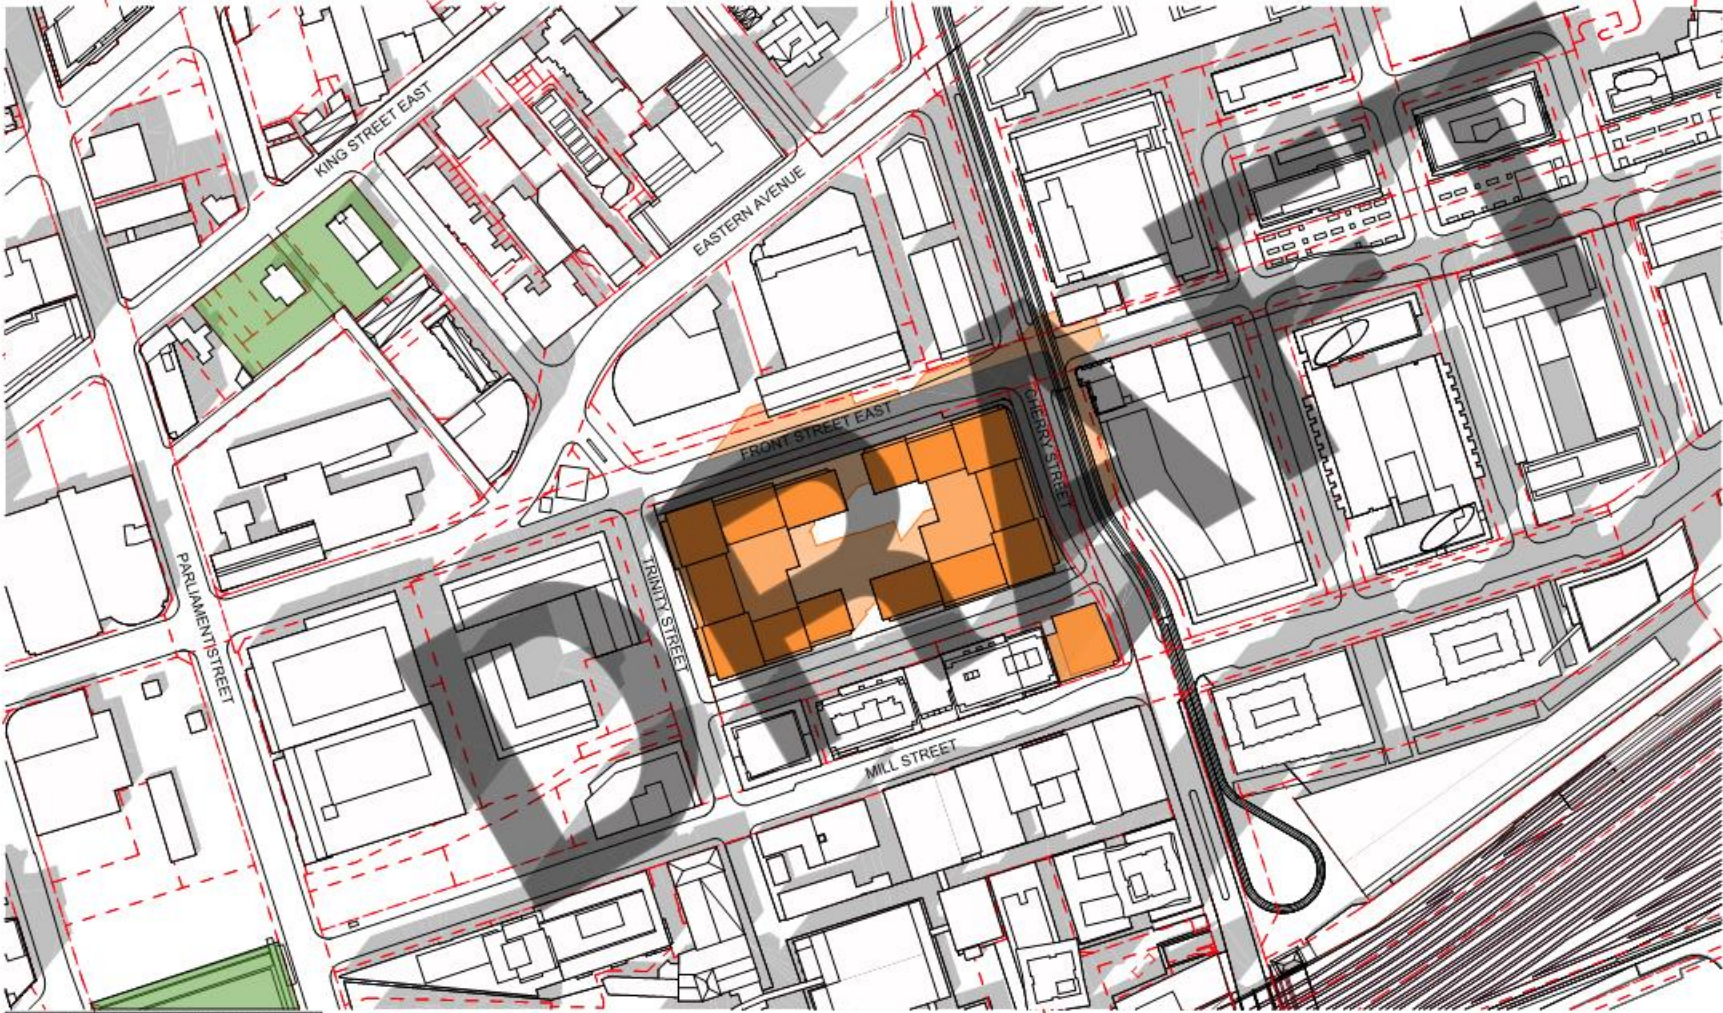 KING STREET EAST
EASTERN AVENUE
FRONT STREET EAST
CHERRY STREET
TRINITY STREET
PARLIAMENT STREET
MILL STREET
DRAFT